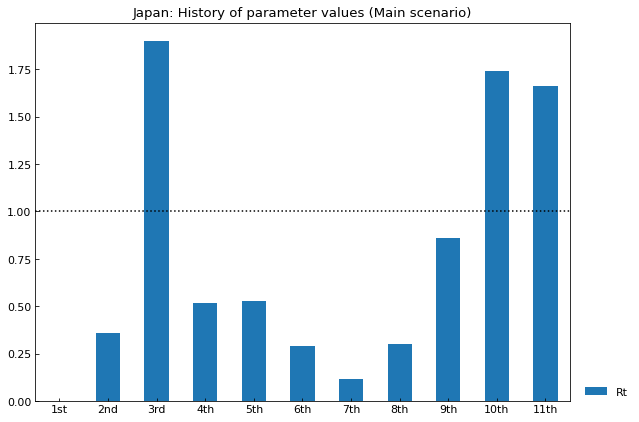 Japan: History of parameter values (Main scenario)
1.75
1.50
1.25
1.00
0.75
0.50
0.25
0.00
1st 2nd 3rd 4th 5th 6th 7th 8th 9th 10th 11th
Rt